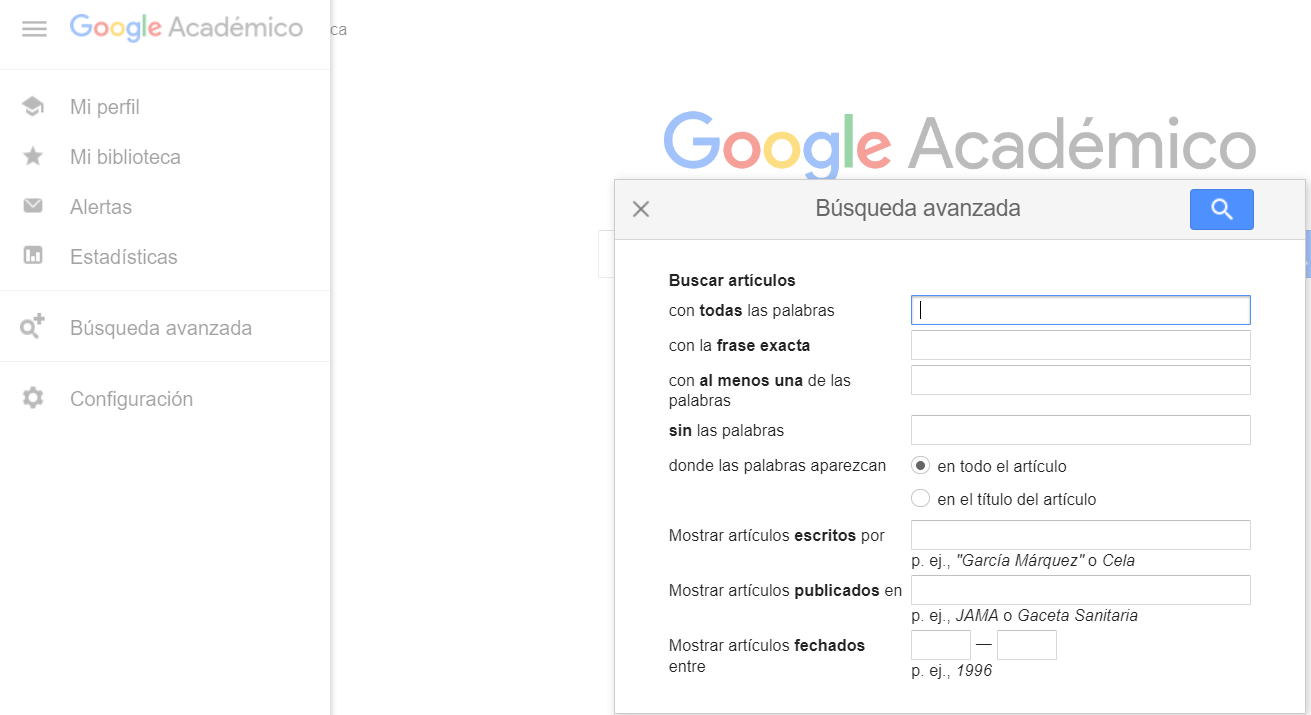 Google Académico
ca
Mi perfil
Mi biblioteca
Alertas
Estadísticas
Búsqueda avanzada
Configuración
Google Académico
Búsqueda avanzada
Buscar artículos
con todas las palabras
con la frase exacta
con al menos una de las
palabras
sin las palabras
donde las palabras aparezcan
en todo el artículo
en el título del artículo
Mostrar artículos escritos por
p. ej., "García Márquez" o Cela
Mostrar artículos publicados en
p. ej., JAMA o Gaceta Sanitaria
Mostrar artículos fechados
entre
—
p. ej., 1996